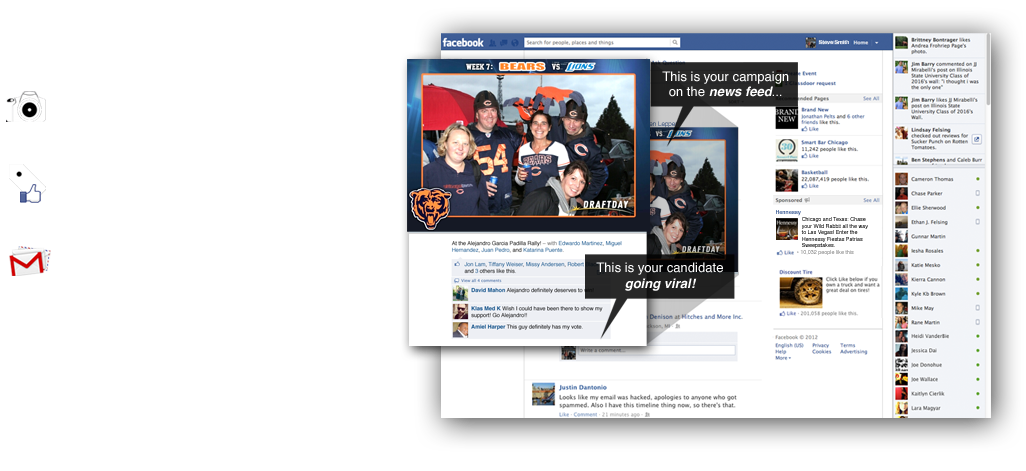 facebook
Search for people, places and things
Steve Smith Home
WEEK 7: BEARS VS LIONS
This is your campaign
on the news feed...
DRAFTDAY
At the Alejandro Garcia Padilla Rally! – with Edwardo Martinez, Miguel
Hernandez, Juan Pedro, and Katarina Puente.
Jon Lam, Tiffany Weiser, Missy Andersen, Robert
and 3 others like this.
View all 4 comments
David Mahon Alejandro definitely deserves to
Klas Med K Wish I could have been there to show my
support! Go Alejandro!!
Amiel Harper This guy definitely has my vote.
This is your candidate
going viral!
LIONS
DRAFTDAY
Denison at Hitches and More Inc.
Write a comment...
Justin Dantonio
Looks like my email was hacked, apologies to anyone who got
spammed. Also I have this timeline thing now, so there's that.
Like · Comment · 21 minutes ago ·
Event
request
Pages See All
BRAND
NEW
Brand New
Jonathan Pelts and 6 other
friends like this.
Like
Smart Bar Chicago
11,242 people like this.
Like
Basketball
22,087,419 people like this.
Like
Sponsored See All
Hennessy
Chicago and Texas: Chase
your Wild Rabbit all the way
to Las Vegas! Enter the
Hennessy Fiestas Patrias
Sweepstakes.
Like · 10,032 people like this.
Discount Tire
Click Like below if you
own a truck and want a
great deal on tires!
Like · 201,058 people like this.
Facebook © 2012
English (US) Privacy Terms
Help Cookies Advertising
More
Brittney Bontrager likes
Andrea Frohriep Page's
photo.
Jim Barry commented on JJ
Mirabelli's post on Illinois
State University Class of
2016's wall: "I thought i was
the only one"
Jim Barry likes JJ Mirabelli's
post on Illinois State
University Class of 2016's
Wall.
Lindsay Felsing
checked out reviews for
Sucker Punch on Rotten
Tomatoes.
Ben Stephens and Caleb Burr
Cameron Thomas
Chase Parker
Ellie Sherwood
Ethan J. Felsing
Gunnar Martin
Iesha Rosales
Katie Mesko
Kierra Cannon
Kyle Kb Brown
Mike May
Rane Martin
Heidi VanderBie
Jessica Dai
Joe Donohue
Joe Wallace
Kaitlyn Cierlik
Lara Magyar